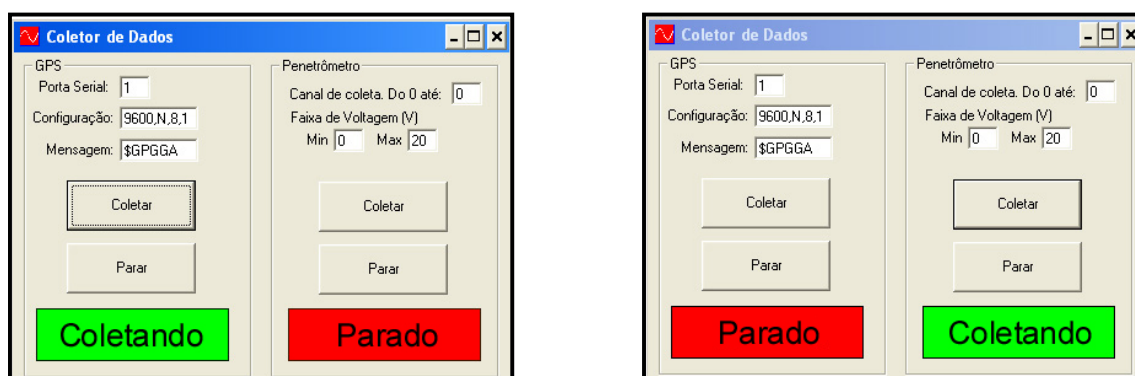 Coletor de Dados
GPS
Porta Serial: 1
Configuração: 9600,N,8,1
Mensagem: $GPGGA
Coletar
Parar
Coletando
Penetrômetro
Canal de coleta. Do 0 até: 0
Faixa de Voltagem (V)
Min 0 Max 20
Coletar
Parar
Parado
Coletor de Dados
GPS
Porta Serial: 1
Configuração: 9600,N,8,1
Mensagem: $GPGGA
Coletar
Parar
Parado
Penetrômetro
Canal de coleta. Do 0 até: 0
Faixa de Voltagem (V)
Min 0 Max 20
Coletar
Parar
Coletando